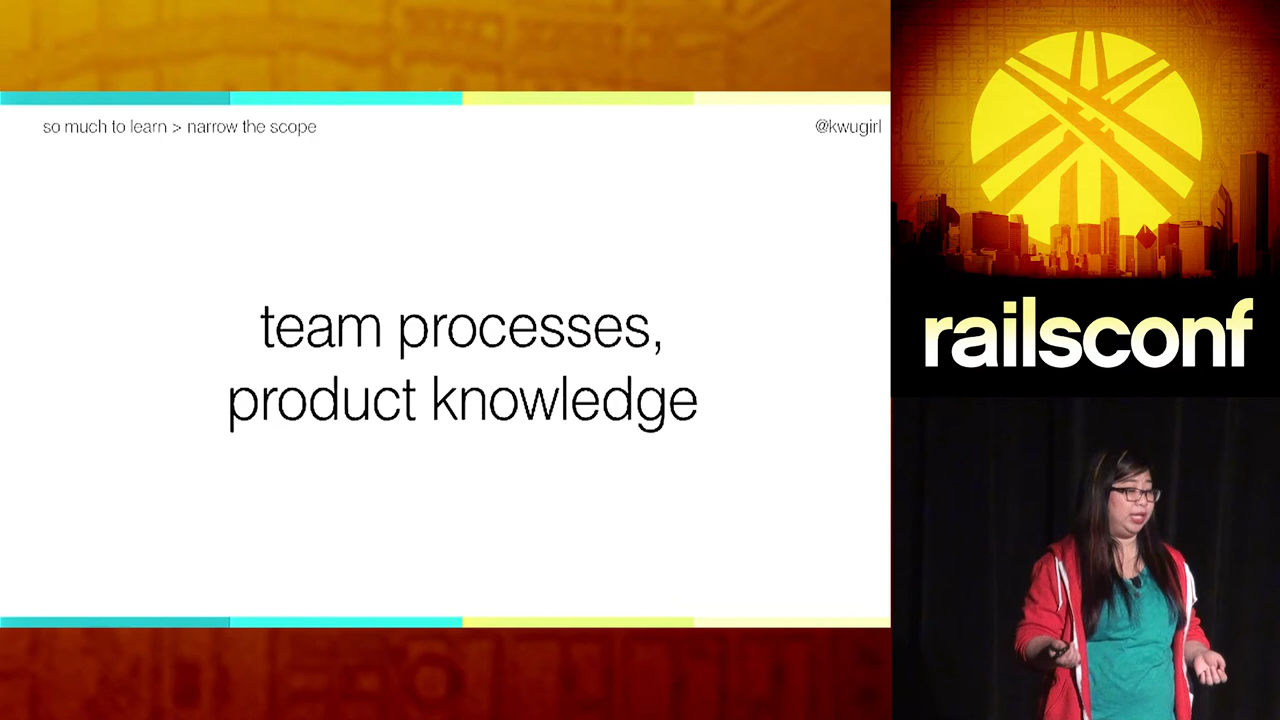 so much to learn > narrow the scope
@kwugirl
team processes,
product knowledge
railsconf